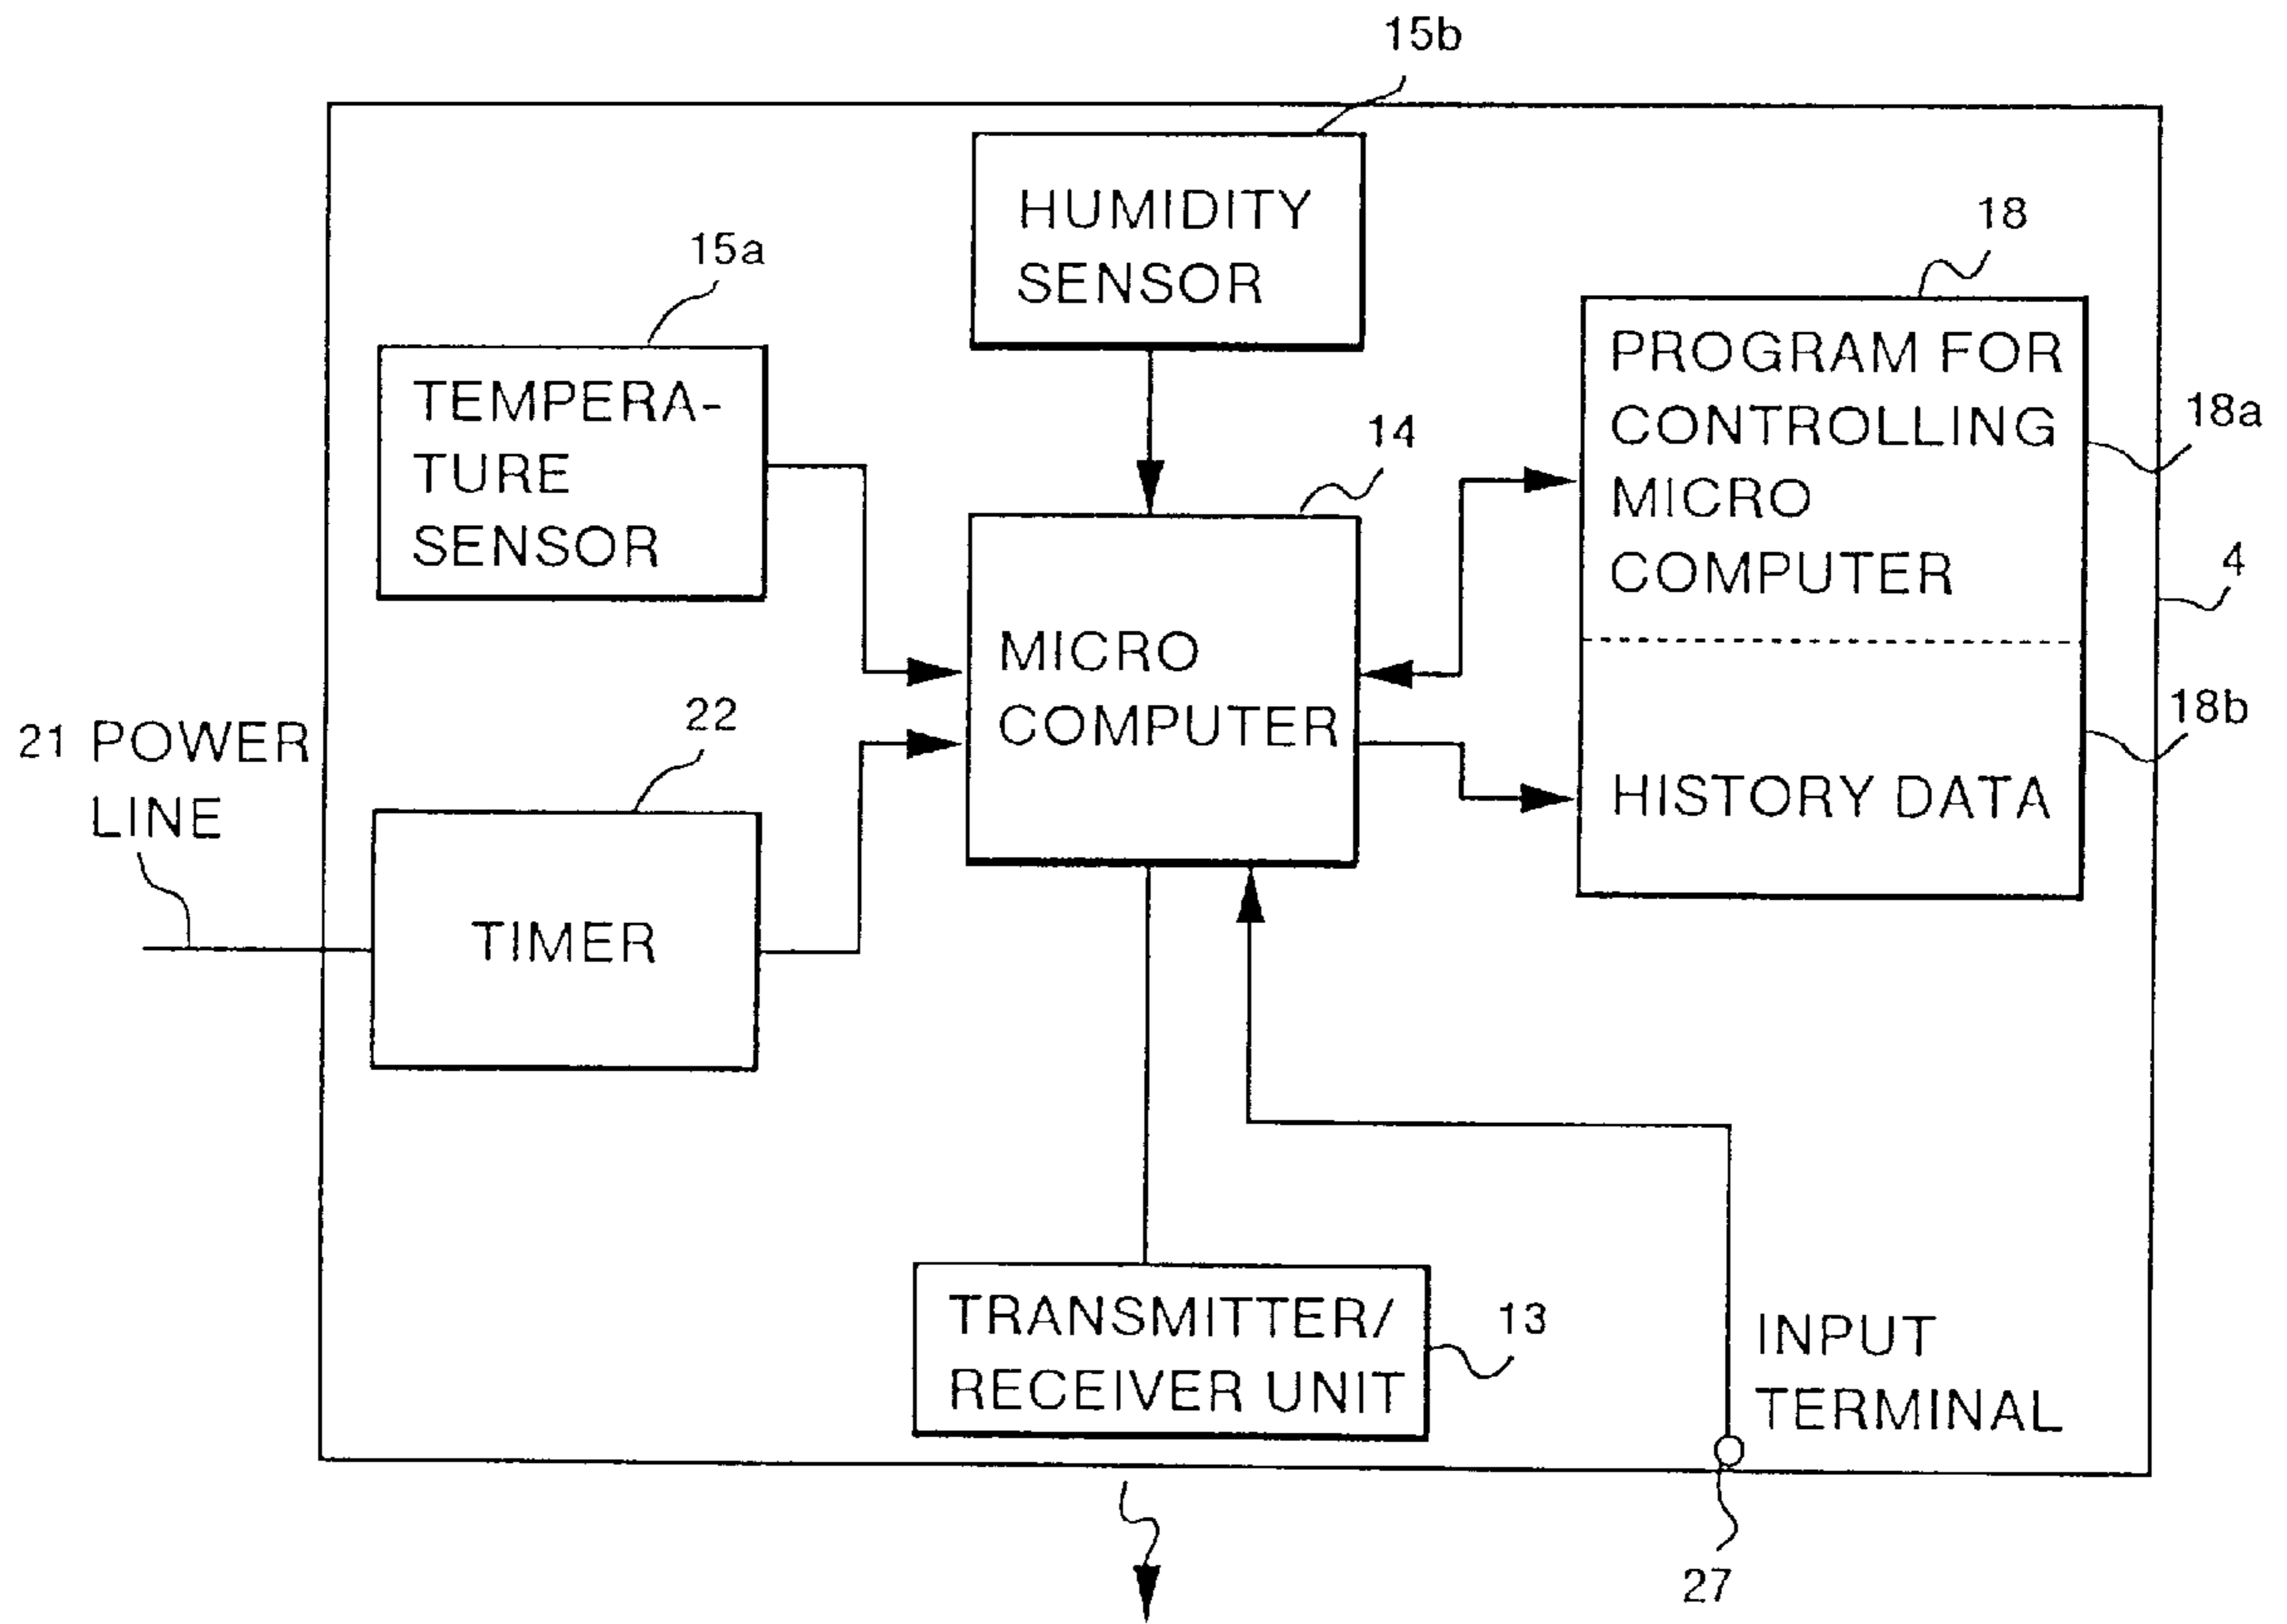 15b
HUMIDITY
SENSOR
18
15a
PROGRAM FOR
CONTROLLING
MICRO
COMPUTER
18a
TEMPERA-
TURE
SENSOR
14
4
MICRO
COMPUTER
18b
HISTORY DATA
21 POWER
LINE
22
TIMER
TRANSMITTER/
RECEIVER UNIT
13
INPUT
TERMINAL
27